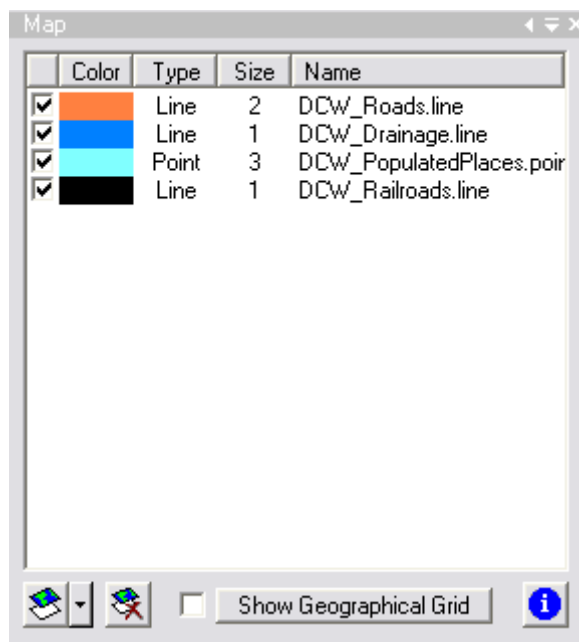 Map
Color Type Size Name
Line 2 DCW_Roads.line
Line 1 DCW_Drainage.line
Point 3 DCW_PopulatedPlaces.poin
Line 1 DCW_Railroads.line
Show Geographical Grid